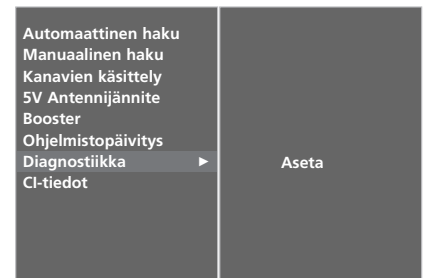 Automaattinen haku
Manuaalinen haku
Kanavien käsittely
5V Antennijännite
Booster
Ohjelmistopäivitys
Diagnostiikka ►
Aseta
CI-tiedot